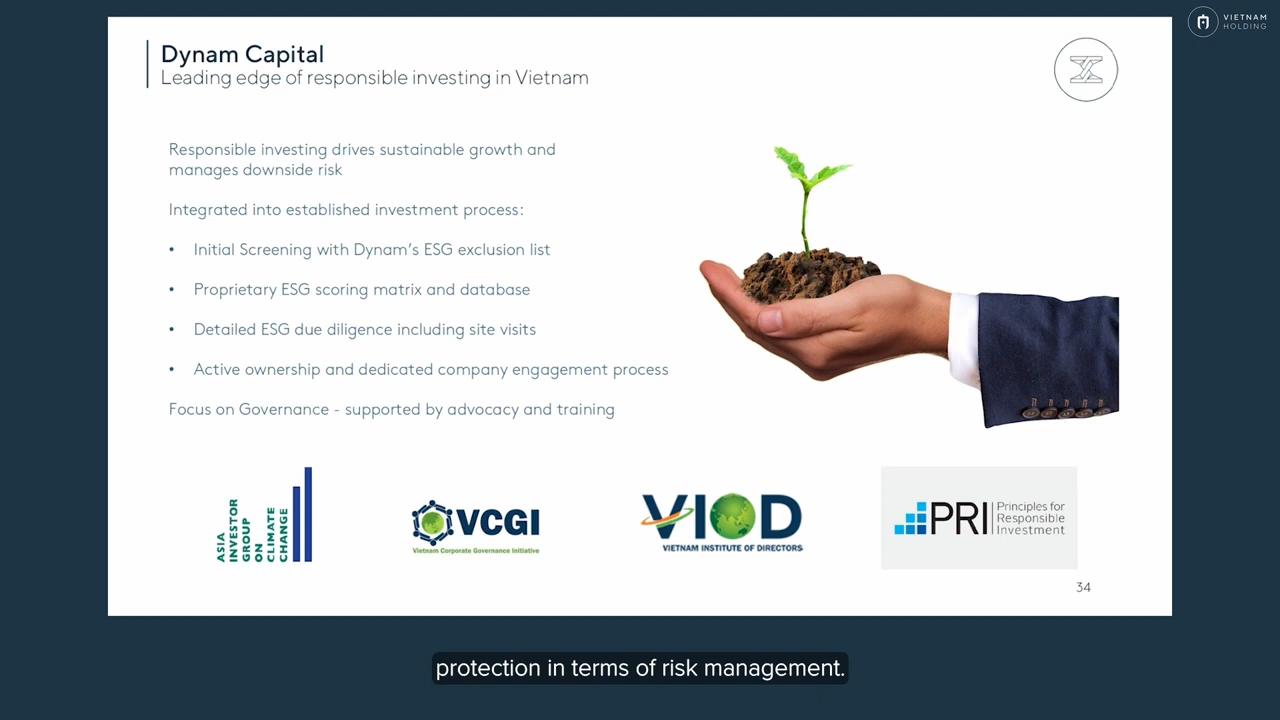 VIETNAM
HOLDING
Dynam Capital
Leading edge of responsible investing in Vietnam
Responsible investing drives sustainable growth and
manages downside risk
Integrated into established investment process:
• Initial Screening with Dynam's ESG exclusion list
• Proprietary ESG scoring matrix and database
• Detailed ESG due diligence including site visits
• Active ownership and dedicated company engagement process
Focus on Governance - supported by advocacy and training
ASIA
INVESTOR
GROUP
ON
CLIMATE
CHANGE
VCGI
Vietnam Corporate Governance Initiative
VIOD
VIETNAM INSTITUTE OF DIRECTORS
PRI
Principles for
Responsible
Investment
34
protection in terms of risk management.